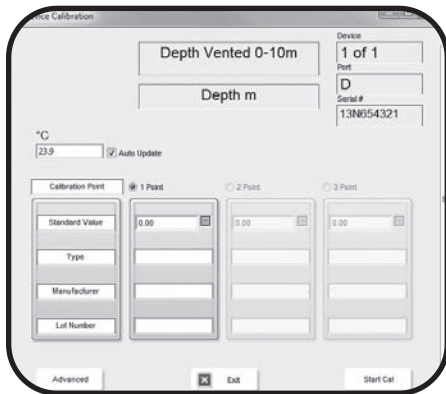 vice Calibration
Device
Depth Vented 0-10m
1 of 1
Port
Depth m
D
Serial #
13N654321
°C
23.9
Auto Update
Calibration Point
1 Point
2 Point
3 Point
Standard Value
0.00
0.00
0.00
Type
Manufacturer
Lot Number
Advanced
Exit
Start Cal